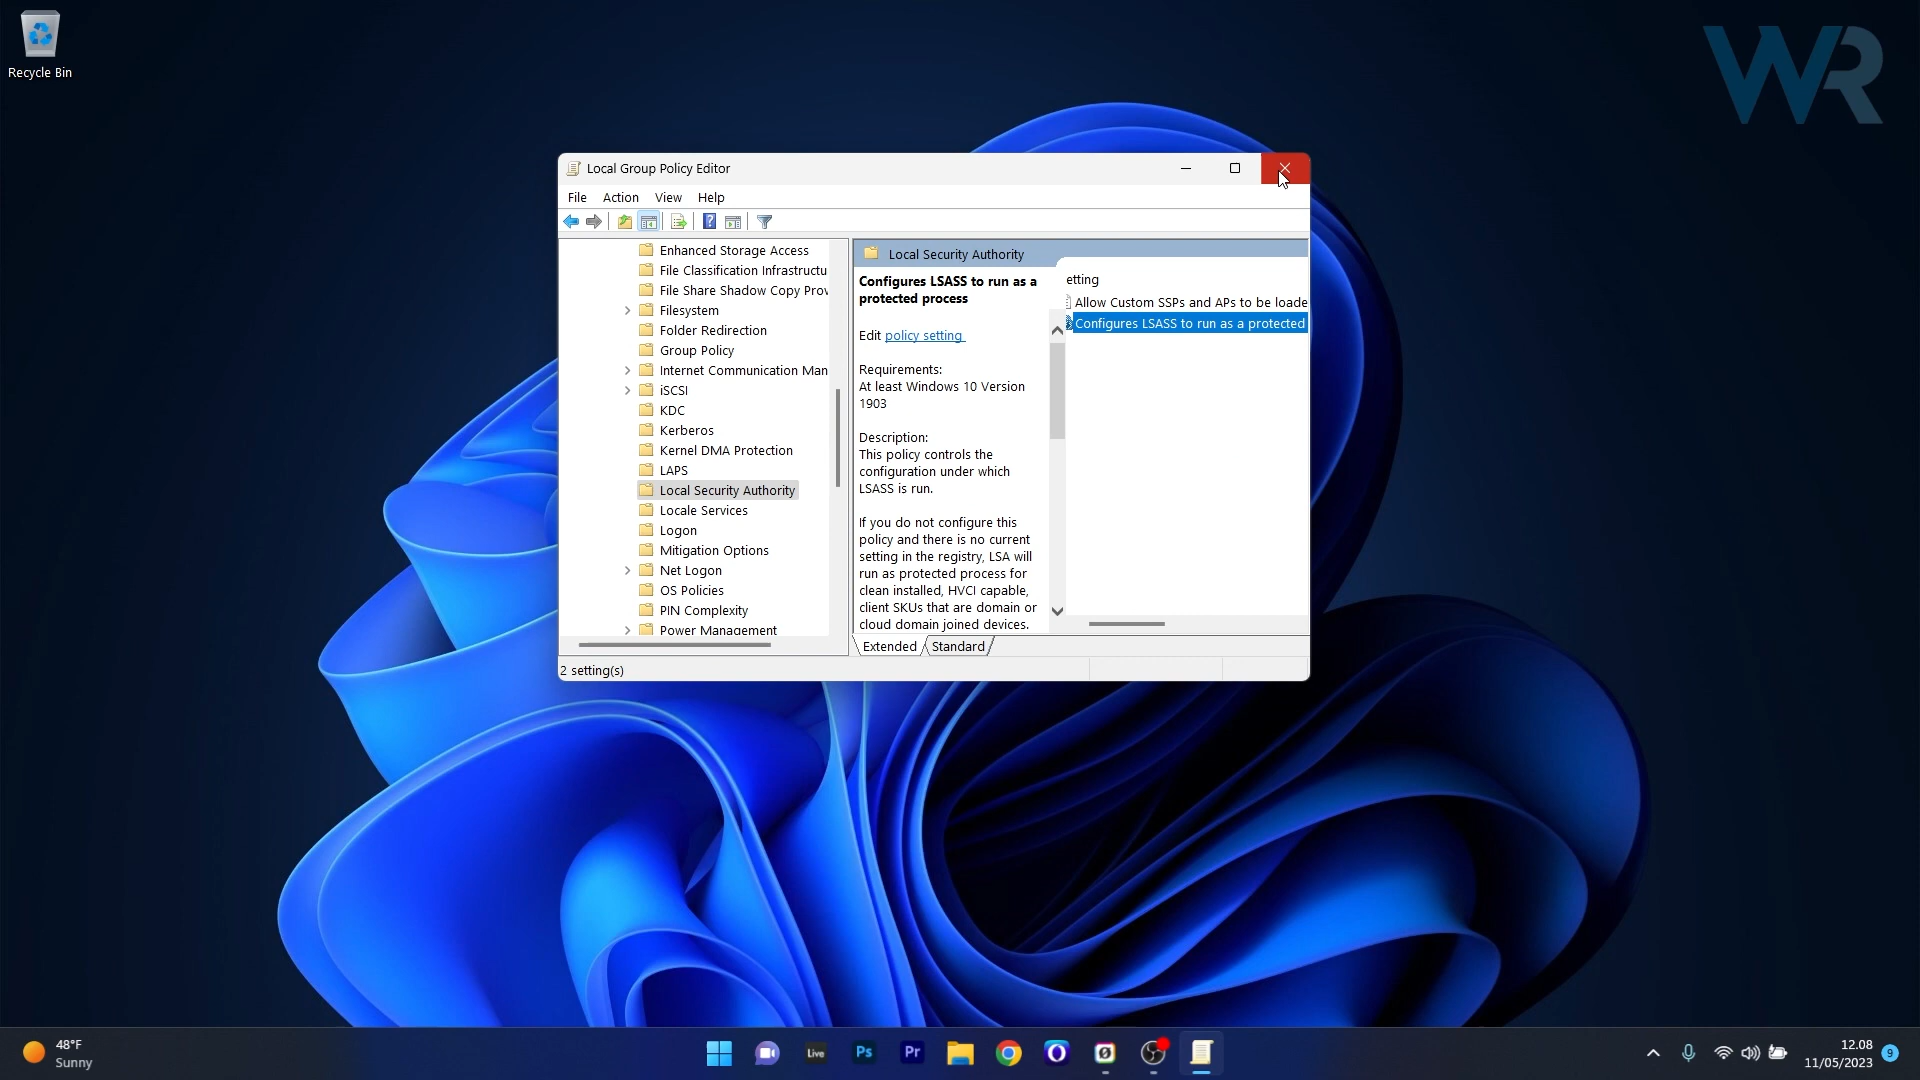 Recycle Bin
WR
Local Group Policy Editor
File Action View Help
Enhanced Storage Access
File Classification Infrastructu
File Share Shadow Copy Prov
Filesystem
Folder Redirection
Group Policy
Internet Communication Man
iSCSI
KDC
Kerberos
Kernel DMA Protection
LAPS
Local Security Authority
Locale Services
Logon
Mitigation Options
Net Logon
OS Policies
PIN Complexity
Power Management
Local Security Authority
Configures LSASS to run as a
protected process
Edit policy setting
Requirements:
At least Windows 10 Version
1903
Description:
This policy controls the
configuration under which
LSASS is run.
If you do not configure this
policy and there is no current
setting in the registry, LSA will
run as protected process for
clean installed, HVCI capable,
client SKUs that are domain or
cloud domain joined devices.
etting
Allow Custom SSPs and APs to be loade
Configures LSASS to run as a protected
Extended Standard
2 setting(s)
48°F
Sunny
Live
Ps
Pr
12.08
11/05/2023
9